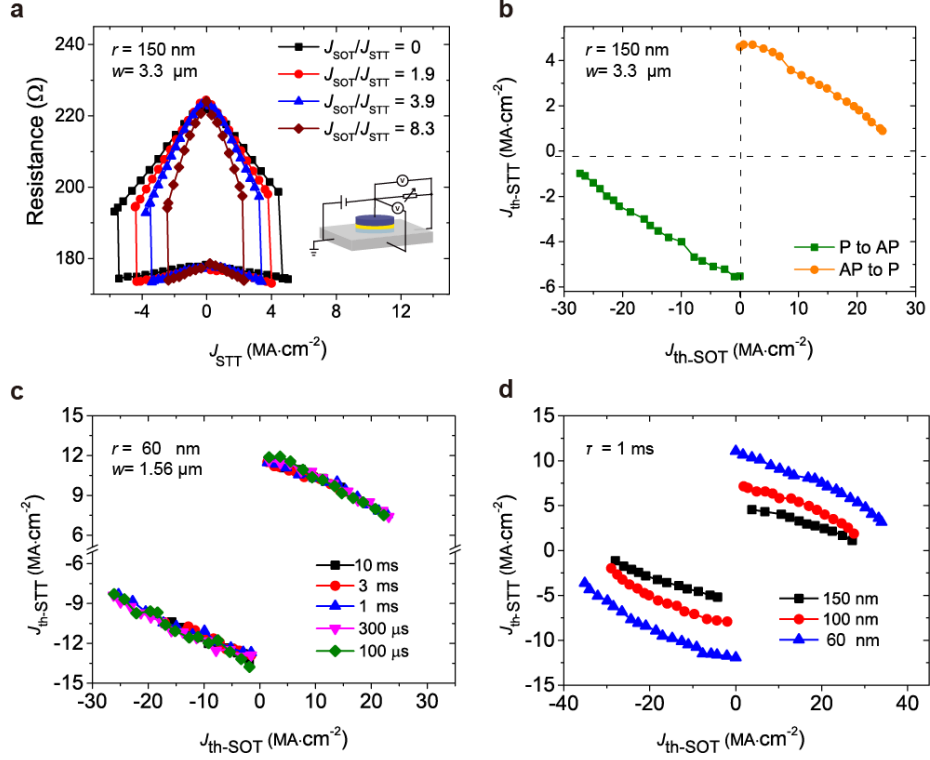 a
r = 150 nm
w= 3.3 μm
J_SOT/J_STT = 0
J_SOT/J_STT = 1.9
J_SOT/J_STT = 3.9
J_SOT/J_STT = 8.3
V
V
Resistance (Ω)
240
220
200
180
-4 0 4 8 12
J_STT (MA·cm⁻²)
b
r = 150 nm
w= 3.3 μm
P to AP
AP to P
J_th-STT (MA·cm⁻²)
4
2
0
-2
-4
-6
-30 -20 -10 0 10 20 30
J_th-SOT (MA·cm⁻²)
c
r = 60 nm
w= 1.56 μm
10 ms
3 ms
1 ms
300 μs
100 μs
J_th-STT (MA·cm⁻²)
15
12
9
6
-6
-9
-12
-15
-30 -20 -10 0 10 20 30
J_th-SOT (MA·cm⁻²)
d
τ = 1 ms
150 nm
100 nm
60 nm
J_th-STT (MA·cm⁻²)
15
10
5
0
-5
-10
-15
-40 -20 0 20 40
J_th-SOT (MA·cm⁻²)